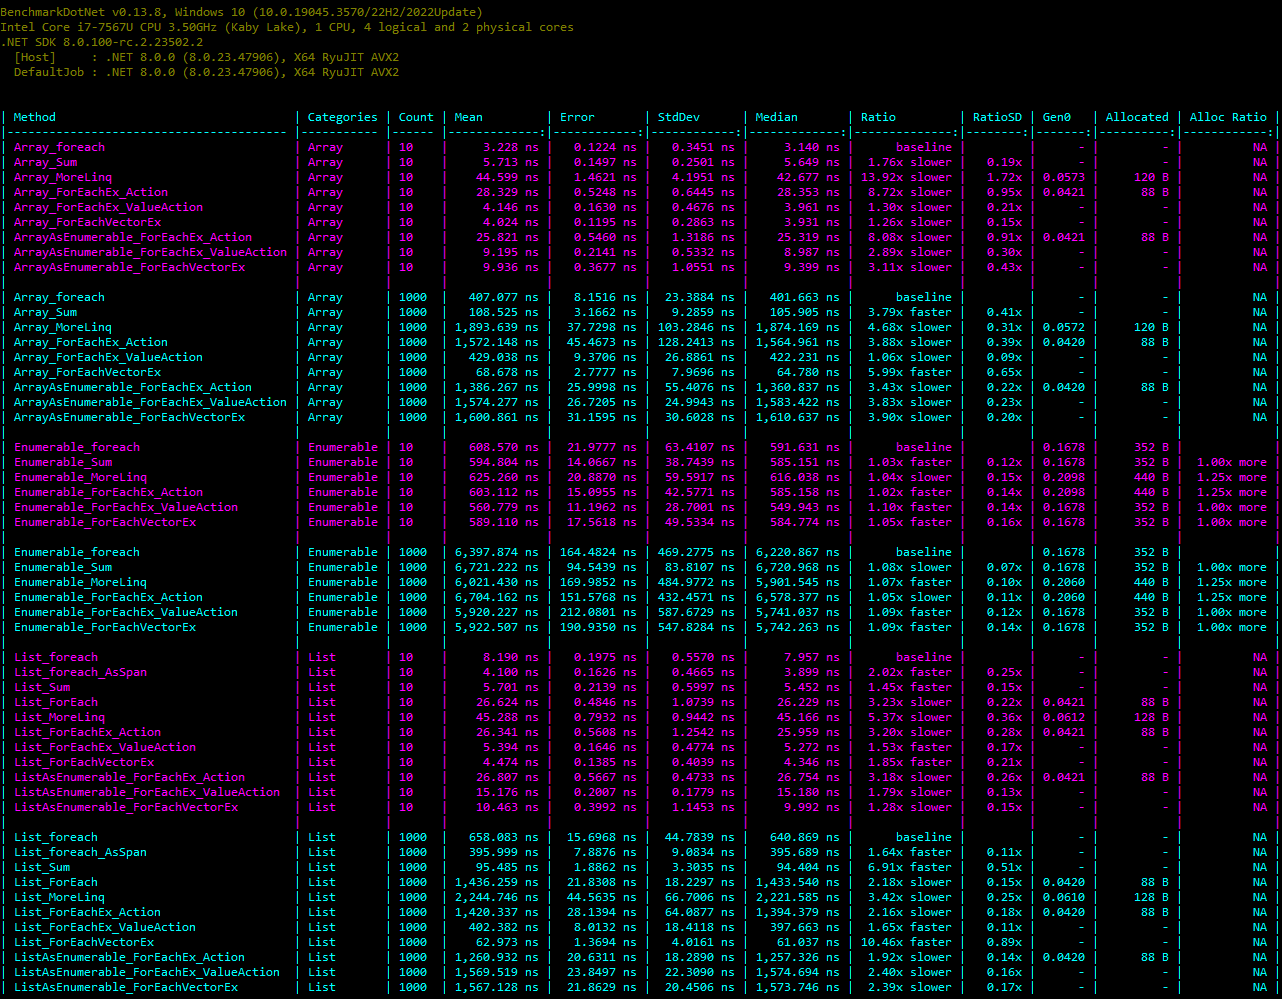 BenchmarkDotNet v0.13.8, Windows 10 (10.0.19045.3570/22H2/2022Update)
Intel Core i7-7567U CPU 3.50GHz (Kaby Lake), 1 CPU, 4 logical and 2 physical cores
.NET SDK 8.0.100-rc.2.23502.2
[Host]     : .NET 8.0.0 (8.0.23.47906), X64 RyuJIT AVX2
DefaultJob : .NET 8.0.0 (8.0.23.47906), X64 RyuJIT AVX2
| Method | Categories | Count | Mean | Error | StdDev | Median | Ratio | RatioSD | Gen0 | Allocated | Alloc Ratio |
|---------------------------------------- |----------- |------ |-------------:|------------:|------------:|-------------:|--------------:|--------:|-------:|----------:|------------:|
| Array_foreach | Array | 10 | 3.228 ns | 0.1224 ns | 0.3451 ns | 3.140 ns | baseline | | - | - | NA |
| Array_Sum | Array | 10 | 5.713 ns | 0.1497 ns | 0.2501 ns | 5.649 ns | 1.76x slower | 0.19x | - | - | NA |
| Array_MoreLinq | Array | 10 | 44.599 ns | 1.4621 ns | 4.1951 ns | 42.677 ns | 13.92x slower | 1.72x | 0.0573 | 120 B | NA |
| Array_ForEachEx_Action | Array | 10 | 28.329 ns | 0.5248 ns | 0.6445 ns | 28.353 ns | 8.72x slower | 0.95x | 0.0421 | 88 B | NA |
| Array_ForEachEx_ValueAction | Array | 10 | 4.146 ns | 0.1630 ns | 0.4676 ns | 3.961 ns | 1.30x slower | 0.21x | - | - | NA |
| Array_ForEachVectorEx | Array | 10 | 4.024 ns | 0.1195 ns | 0.2863 ns | 3.931 ns | 1.26x slower | 0.15x | - | - | NA |
| ArrayAsEnumerable_ForEachEx_Action | Array | 10 | 25.821 ns | 0.5460 ns | 1.3186 ns | 25.319 ns | 8.08x slower | 0.91x | 0.0421 | 88 B | NA |
| ArrayAsEnumerable_ForEachEx_ValueAction | Array | 10 | 9.195 ns | 0.2141 ns | 0.5332 ns | 8.987 ns | 2.89x slower | 0.30x | - | - | NA |
| ArrayAsEnumerable_ForEachVectorEx | Array | 10 | 9.936 ns | 0.3677 ns | 1.0551 ns | 9.399 ns | 3.11x slower | 0.43x | - | - | NA |
| | | | | | | | | | | | |
| Array_foreach | Array | 1000 | 407.077 ns | 8.1516 ns | 23.3884 ns | 401.663 ns | baseline | | - | - | NA |
| Array_Sum | Array | 1000 | 108.525 ns | 3.1662 ns | 9.2859 ns | 105.905 ns | 3.79x faster | 0.41x | - | - | NA |
| Array_MoreLinq | Array | 1000 | 1,893.639 ns | 37.7298 ns | 103.2846 ns | 1,874.169 ns | 4.68x slower | 0.31x | 0.0572 | 120 B | NA |
| Array_ForEachEx_Action | Array | 1000 | 1,572.148 ns | 45.4673 ns | 128.2413 ns | 1,564.961 ns | 3.88x slower | 0.39x | 0.0420 | 88 B | NA |
| Array_ForEachEx_ValueAction | Array | 1000 | 429.038 ns | 9.3706 ns | 26.8861 ns | 422.231 ns | 1.06x slower | 0.09x | - | - | NA |
| Array_ForEachVectorEx | Array | 1000 | 68.678 ns | 2.7777 ns | 7.9696 ns | 64.780 ns | 5.99x faster | 0.65x | - | - | NA |
| ArrayAsEnumerable_ForEachEx_Action | Array | 1000 | 1,386.267 ns | 25.9998 ns | 55.4076 ns | 1,360.837 ns | 3.43x slower | 0.22x | 0.0420 | 88 B | NA |
| ArrayAsEnumerable_ForEachEx_ValueAction | Array | 1000 | 1,574.277 ns | 26.7205 ns | 24.9943 ns | 1,583.422 ns | 3.83x slower | 0.23x | - | - | NA |
| ArrayAsEnumerable_ForEachVectorEx | Array | 1000 | 1,600.861 ns | 31.1595 ns | 30.6028 ns | 1,610.637 ns | 3.90x slower | 0.20x | - | - | NA |
| | | | | | | | | | | | |
| Enumerable_foreach | Enumerable | 10 | 608.570 ns | 21.9777 ns | 63.4107 ns | 591.631 ns | baseline | | 0.1678 | 352 B | |
| Enumerable_Sum | Enumerable | 10 | 594.804 ns | 14.0667 ns | 38.7439 ns | 585.151 ns | 1.03x faster | 0.12x | 0.1678 | 352 B | 1.00x more |
| Enumerable_MoreLinq | Enumerable | 10 | 625.260 ns | 20.8870 ns | 59.5917 ns | 616.038 ns | 1.04x slower | 0.15x | 0.2098 | 440 B | 1.25x more |
| Enumerable_ForEachEx_Action | Enumerable | 10 | 603.112 ns | 15.0955 ns | 42.5771 ns | 585.158 ns | 1.02x faster | 0.14x | 0.2098 | 440 B | 1.25x more |
| Enumerable_ForEachEx_ValueAction | Enumerable | 10 | 560.779 ns | 11.1962 ns | 28.7001 ns | 549.943 ns | 1.10x faster | 0.14x | 0.1678 | 352 B | 1.00x more |
| Enumerable_ForEachVectorEx | Enumerable | 10 | 589.110 ns | 17.5618 ns | 49.5334 ns | 584.774 ns | 1.05x faster | 0.16x | 0.1678 | 352 B | 1.00x more |
| | | | | | | | | | | | |
| Enumerable_foreach | Enumerable | 1000 | 6,397.874 ns | 164.4824 ns | 469.2775 ns | 6,220.867 ns | baseline | | 0.1678 | 352 B | |
| Enumerable_Sum | Enumerable | 1000 | 6,721.222 ns | 94.5439 ns | 83.8107 ns | 6,720.968 ns | 1.08x slower | 0.07x | 0.1678 | 352 B | 1.00x more |
| Enumerable_MoreLinq | Enumerable | 1000 | 6,021.430 ns | 169.9852 ns | 484.9772 ns | 5,901.545 ns | 1.07x faster | 0.10x | 0.2060 | 440 B | 1.25x more |
| Enumerable_ForEachEx_Action | Enumerable | 1000 | 6,704.162 ns | 151.5768 ns | 432.4571 ns | 6,578.377 ns | 1.05x slower | 0.11x | 0.2060 | 440 B | 1.25x more |
| Enumerable_ForEachEx_ValueAction | Enumerable | 1000 | 5,920.227 ns | 212.0801 ns | 587.6729 ns | 5,741.037 ns | 1.09x faster | 0.12x | 0.1678 | 352 B | 1.00x more |
| Enumerable_ForEachVectorEx | Enumerable | 1000 | 5,922.507 ns | 190.9350 ns | 547.8284 ns | 5,742.263 ns | 1.09x faster | 0.14x | 0.1678 | 352 B | 1.00x more |
| | | | | | | | | | | | |
| List_foreach | List | 10 | 8.190 ns | 0.1975 ns | 0.5570 ns | 7.957 ns | baseline | | - | - | NA |
| List_foreach_AsSpan | List | 10 | 4.100 ns | 0.1626 ns | 0.4665 ns | 3.899 ns | 2.02x faster | 0.25x | - | - | NA |
| List_Sum | List | 10 | 5.701 ns | 0.2139 ns | 0.5997 ns | 5.452 ns | 1.45x faster | 0.15x | - | - | NA |
| List_ForEach | List | 10 | 26.624 ns | 0.4846 ns | 1.0739 ns | 26.229 ns | 3.23x slower | 0.22x | 0.0421 | 88 B | NA |
| List_MoreLinq | List | 10 | 45.288 ns | 0.7932 ns | 0.9442 ns | 45.166 ns | 5.37x slower | 0.36x | 0.0612 | 128 B | NA |
| List_ForEachEx_Action | List | 10 | 26.341 ns | 0.5608 ns | 1.2542 ns | 25.959 ns | 3.20x slower | 0.28x | 0.0421 | 88 B | NA |
| List_ForEachEx_ValueAction | List | 10 | 5.394 ns | 0.1646 ns | 0.4774 ns | 5.272 ns | 1.53x faster | 0.17x | - | - | NA |
| List_ForEachVectorEx | List | 10 | 4.474 ns | 0.1385 ns | 0.4039 ns | 4.346 ns | 1.85x faster | 0.21x | - | - | NA |
| ListAsEnumerable_ForEachEx_Action | List | 10 | 26.807 ns | 0.5667 ns | 0.4733 ns | 26.754 ns | 3.18x slower | 0.26x | 0.0421 | 88 B | NA |
| ListAsEnumerable_ForEachEx_ValueAction | List | 10 | 15.176 ns | 0.2007 ns | 0.1779 ns | 15.180 ns | 1.79x slower | 0.13x | - | - | NA |
| ListAsEnumerable_ForEachVectorEx | List | 10 | 10.463 ns | 0.3992 ns | 1.1453 ns | 9.992 ns | 1.28x slower | 0.15x | - | - | NA |
| | | | | | | | | | | | |
| List_foreach | List | 1000 | 658.083 ns | 15.6968 ns | 44.7839 ns | 640.869 ns | baseline | | - | - | NA |
| List_foreach_AsSpan | List | 1000 | 395.999 ns | 7.8876 ns | 9.0834 ns | 395.689 ns | 1.64x faster | 0.11x | - | - | NA |
| List_Sum | List | 1000 | 95.485 ns | 1.8862 ns | 3.3035 ns | 94.404 ns | 6.91x faster | 0.51x | - | - | NA |
| List_ForEach | List | 1000 | 1,436.259 ns | 21.8308 ns | 18.2297 ns | 1,433.540 ns | 2.18x slower | 0.15x | 0.0420 | 88 B | NA |
| List_MoreLinq | List | 1000 | 2,244.746 ns | 44.5635 ns | 66.7006 ns | 2,221.585 ns | 3.42x slower | 0.25x | 0.0610 | 128 B | NA |
| List_ForEachEx_Action | List | 1000 | 1,420.337 ns | 28.1394 ns | 64.0877 ns | 1,394.379 ns | 2.16x slower | 0.18x | 0.0420 | 88 B | NA |
| List_ForEachEx_ValueAction | List | 1000 | 402.382 ns | 8.0132 ns | 18.4118 ns | 397.663 ns | 1.65x faster | 0.11x | - | - | NA |
| List_ForEachVectorEx | List | 1000 | 62.973 ns | 1.3694 ns | 4.0161 ns | 61.037 ns | 10.46x faster | 0.89x | - | - | NA |
| ListAsEnumerable_ForEachEx_Action | List | 1000 | 1,260.932 ns | 20.6311 ns | 18.2890 ns | 1,257.326 ns | 1.92x slower | 0.14x | 0.0420 | 88 B | NA |
| ListAsEnumerable_ForEachEx_ValueAction | List | 1000 | 1,569.519 ns | 23.8497 ns | 22.3090 ns | 1,574.694 ns | 2.40x slower | 0.16x | - | - | NA |
| ListAsEnumerable_ForEachVectorEx | List | 1000 | 1,567.128 ns | 21.8629 ns | 20.4506 ns | 1,573.746 ns | 2.39x slower | 0.17x | - | - | NA |